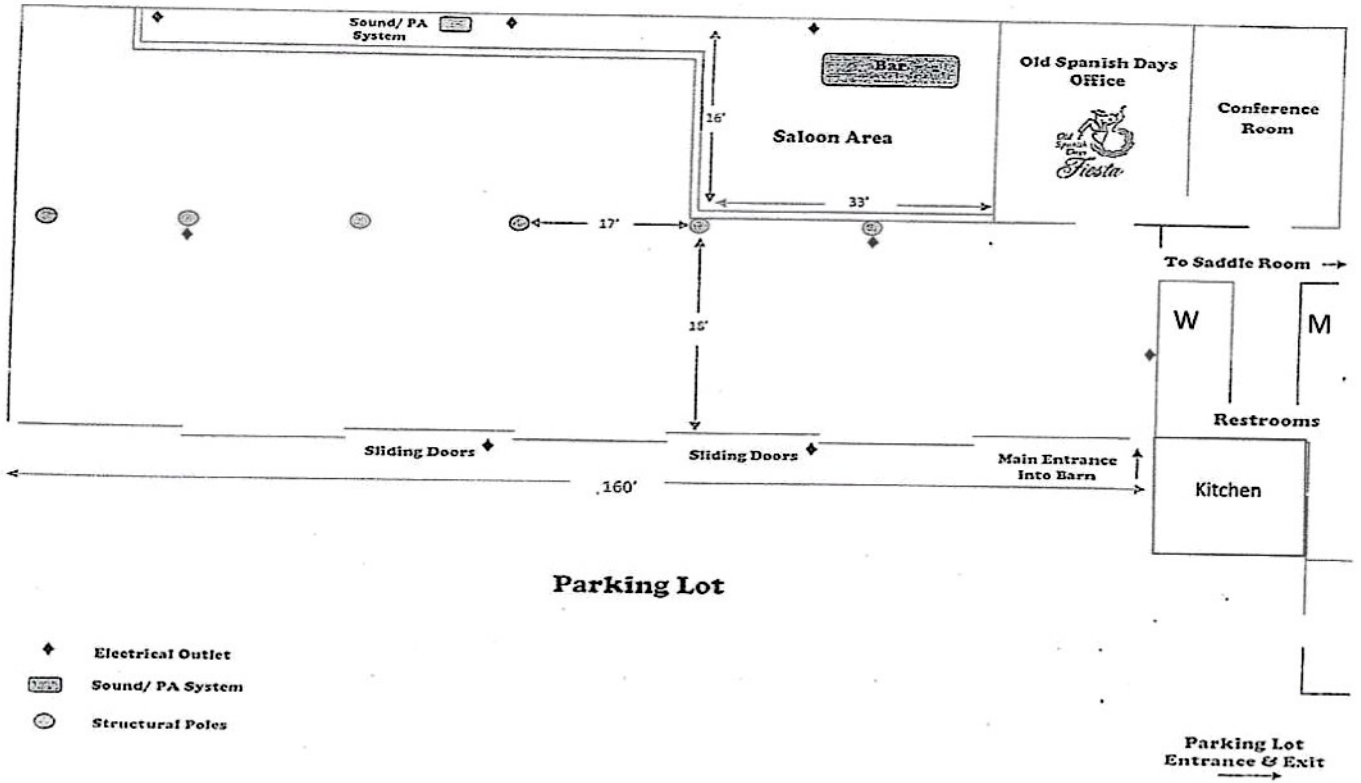 Sound/ PA
System
Bar
Old Spanish Days
Office
Conference
Room
16'
Saloon Area
Old
Spanish
Days
Fiesta
33'
17'
To Saddle Room
18'
W
M
Restrooms
Sliding Doors
Sliding Doors
Main Entrance
Into Barn
160'
Kitchen
Parking Lot
Electrical Outlet
Sound/ PA System
Structural Poles
Parking Lot
Entrance & Exit